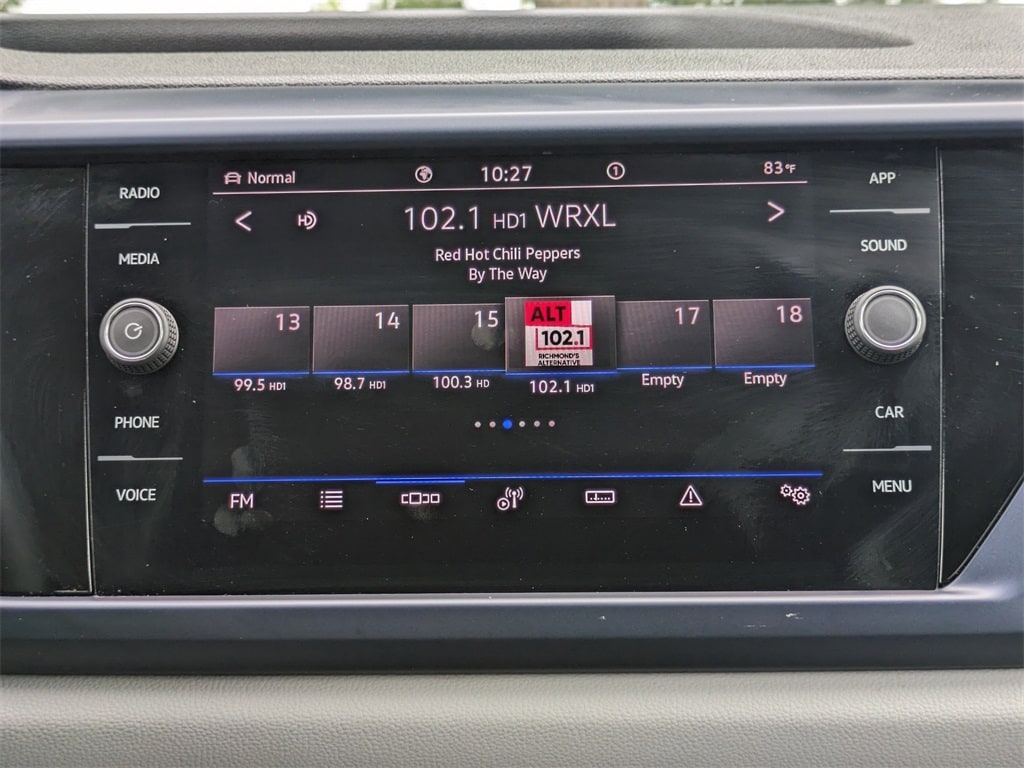 RADIO
MEDIA
PHONE
VOICE
Normal 10:27 1 83°F
< HD 102.1 HD1 WRXL >
Red Hot Chili Peppers
By The Way
13 14 15 17 18
ALT
102.1
RICHMOND'S
ALTERNATIVE
99.5 HD1 98.7 HD1 100.3 HD 102.1 HD1 Empty Empty
FM
APP
SOUND
CAR
MENU